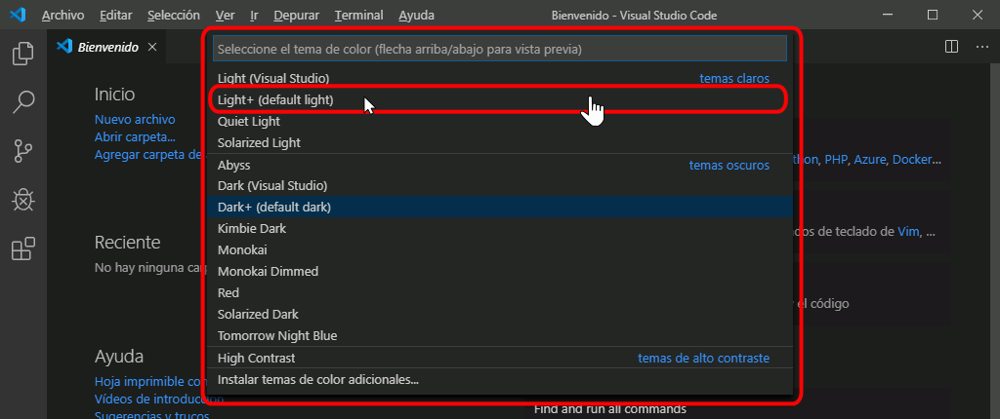 Archivo Editar Selección Ver Ir Depurar Terminal Ayuda Bienvenido - Visual Studio Code
Bienvenido
Seleccione el tema de color (flecha arriba/abajo para vista previa)
Light (Visual Studio) temas claros
Light+ (default light)
Quiet Light
Solarized Light
Abyss temas oscuros
Dark (Visual Studio)
Dark+ (default dark)
Kimbie Dark
Monokai
Monokai Dimmed
Red
Solarized Dark
Tomorrow Night Blue
High Contrast temas de alto contraste
Instalar temas de color adicionales...
Inicio
Nuevo archivo
Abrir carpeta...
Agregar carpeta de
Reciente
No hay ninguna
Ayuda
Hoja imprimible
Vídeos de introducción
Sugerencias y trucos
PHP, Azure, Docker...
de teclado de Vim, ...
el código
Find and run all commands